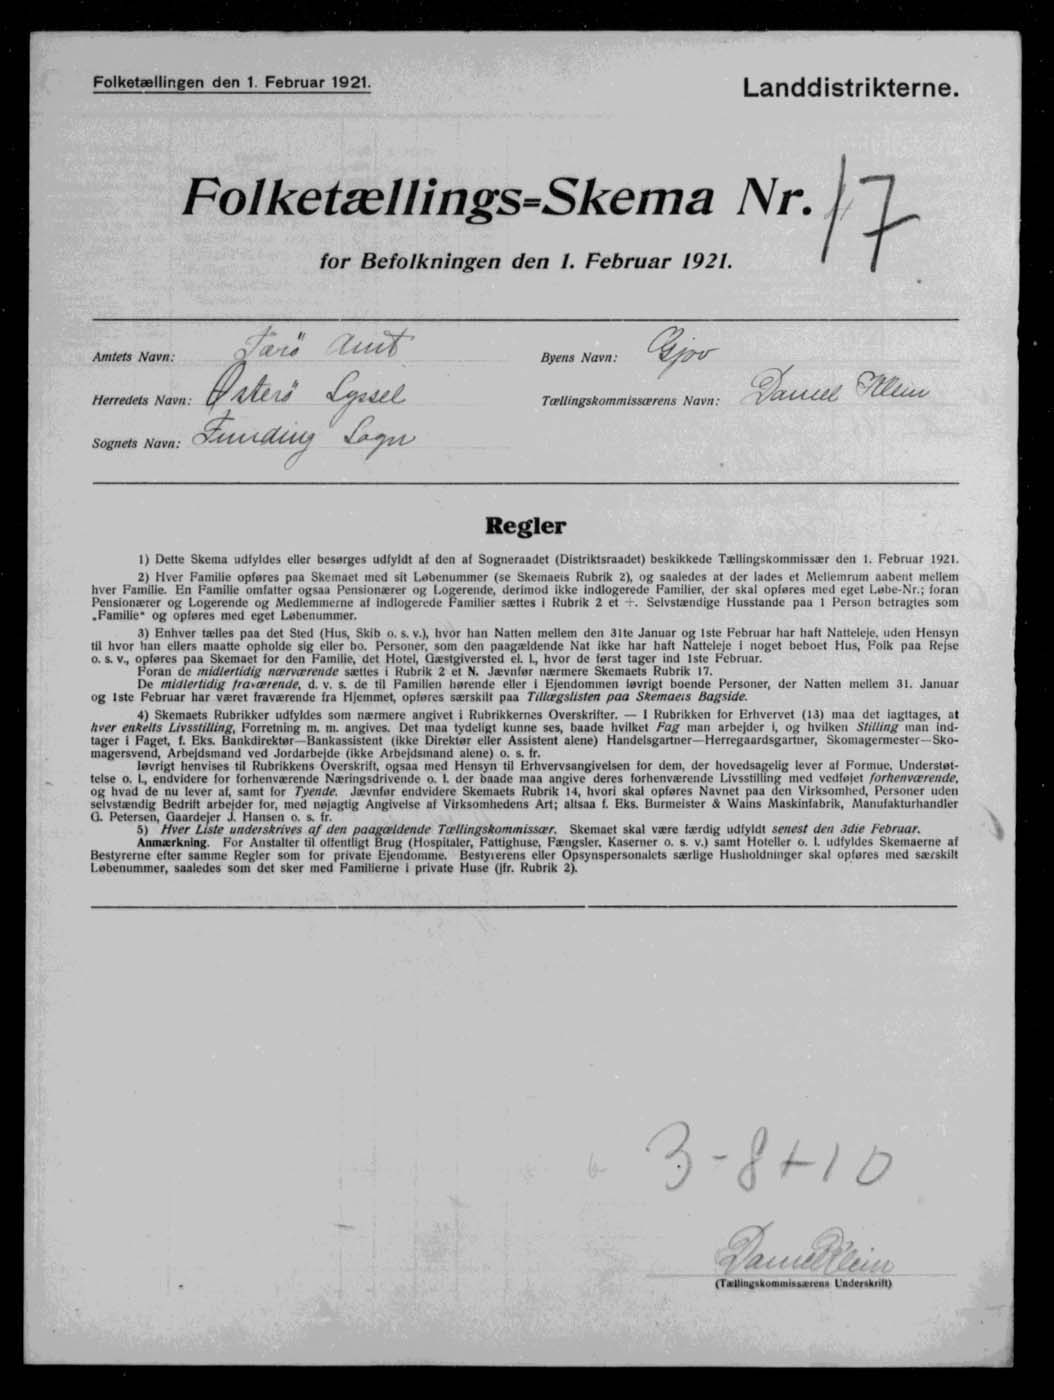 Folketællingen den 1. Februar 1921.
Landdistrikterne.
Folketællings=Skema Nr. 17
for Befolkningen den 1. Februar 1921.
Amtets Navn: Færö Amt
Byens Navn: Gjov
Herredets Navn: Østerö Syssel
Tællingskommissærens Navn: Daniel Klein
Sognets Navn: Funding Sogn
Regler
1) Dette Skema udfyldes eller besørges udfyldt af den af Sogneraadet (Distriktsraadet) beskikkede Tællingskommissær den 1. Februar 1921.
2) Hver Familie opføres paa Skemaet med sit Løbenummer (se Skemaets Rubrik 2), og saaledes at der lades et Mellemrum aabent mellem
hver Familie. En Familie omfatter ogsaa Pensionærer og Logerende, derimod ikke indlogerede Familier, der skal opføres med eget Løbe-Nr.; foran
Pensionærer og Logerende og Medlemmerne af indlogerede Familier sættes i Rubrik 2 et ÷. Selvstændige Husstande paa 1 Person betragtes som
„Familie“ og opføres med eget Løbenummer.
3) Enhver tælles paa det Sted (Hus, Skib o. s. v.), hvor han Natten mellem den 31te Januar og 1ste Februar har haft Natteleje, uden Hensyn
til hvor han ellers maatte opholde sig eller bo. Personer, som den paagældende Nat ikke har haft Natteleje i noget beboet Hus, Folk paa Rejse
o. s. v., opføres paa Skemaet for den Familie, det Hotel, Gæstgiversted el. l., hvor de først tager ind 1ste Februar.
Foran de midlertidig nærværende sættes i Rubrik 2 et N. Jævnfør nærmere Skemaets Rubrik 17.
De midlertidig fraværende, d. v. s. de til Familien hørende eller i Ejendommen iøvrigt boende Personer, der Natten mellem 31. Januar
og 1ste Februar har været fraværende fra Hjemmet, opføres særskilt paa Tillægslisten paa Skemaets Bagside.
4) Skemaets Rubrikker udfyldes som nærmere angivet i Rubrikkernes Overskrifter. — I Rubrikken for Erhvervet (13) maa det iagttages, at
hver enkelts Livsstilling, Forretning m. m. angives. Det maa tydeligt kunne ses, baade hvilket Fag man arbejder i, og hvilken Stilling man ind-
tager i Faget, f. Eks. Bankdirektør—Bankassistent (ikke Direktør eller Assistent alene) Handelsgartner—Herregaardsgartner, Skomagermester—Sko-
magersvend, Arbejdsmand ved Jordarbejde (ikke Arbejdsmand alene) o. s. fr.
Iøvrigt henvises til Rubrikkens Overskrift, ogsaa med Hensyn til Erhvervsangivelsen for dem, der hovedsagelig lever af Formue, Understøt-
telse o. l., endvidere for forhenværende Næringsdrivende o. l. der baade maa angive deres forhenværende Livsstilling med vedføjet forhenværende,
og hvad de nu lever af, samt for Tyende. Jævnfør endvidere Skemaets Rubrik 14, hvori skal opføres Navnet paa den Virksomhed, Personer uden
selvstændig Bedrift arbejder for, med nøjagtig Angivelse af Virksomhedens Art; altsaa f. Eks. Burmeister & Wains Maskinfabrik, Manufakturhandler
G. Petersen, Gaardejer J. Hansen o. s. fr.
5) Hver Liste underskrives af den paagældende Tællingskommissær. Skemaet skal være færdig udfyldt senest den 3die Februar.
Anmærkning. For Anstalter til offentligt Brug (Hospitaler, Fattighuse, Fængsler, Kaserner o. s. v.) samt Hoteller o. l. udfyldes Skemaerne af
Bestyrerne efter samme Regler som for private Ejendomme. Bestyrerens eller Opsynspersonalets særlige Husholdninger skal opføres med særskilt
Løbenummer, saaledes som det sker med Familierne i private Huse (jfr. Rubrik 2).
3-8+10
Daniel Klein
(Tællingskommissærens Underskrift)